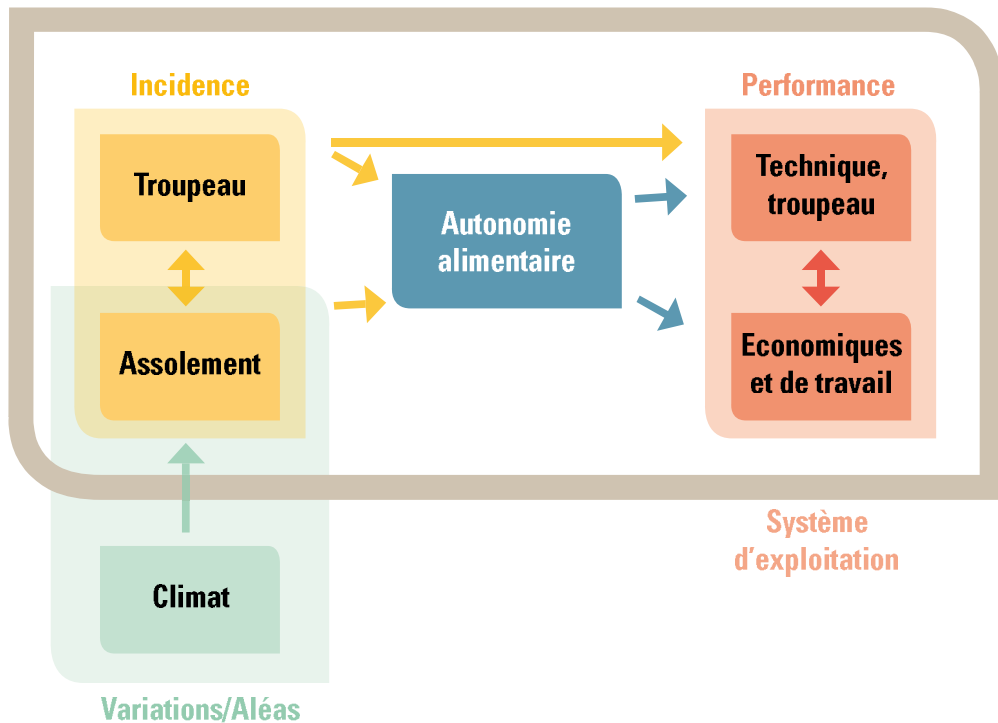 Incidence
Performance
Troupeau
Technique,
troupeau
Autonomie
alimentaire
Assolement
Economiques
et de travail
Système
d'exploitation
Climat
Variations/Aléas